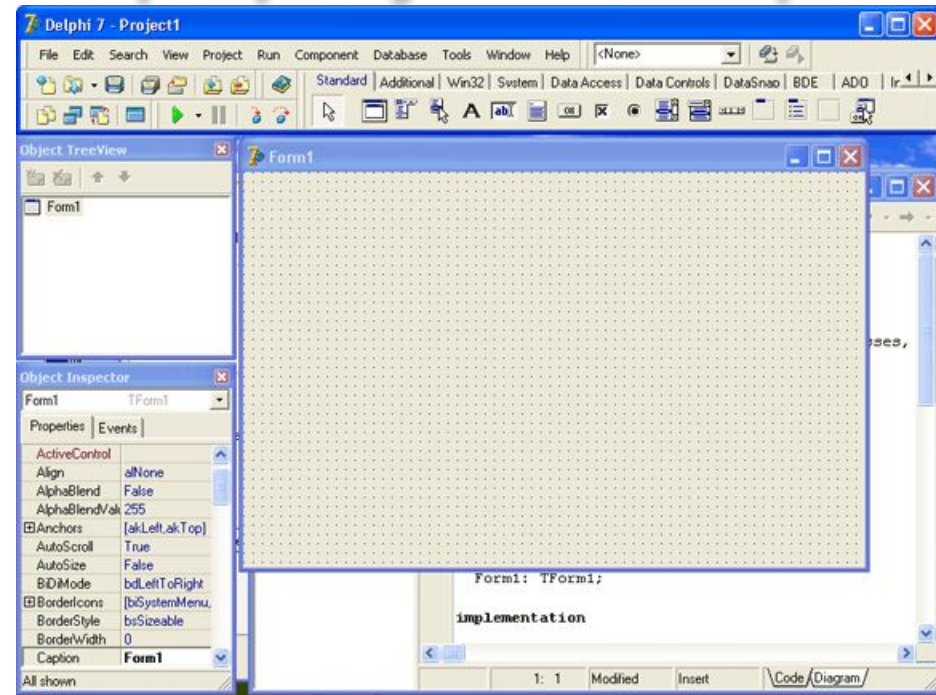 Delphi 7 - Project1
File Edit Search View Project Run Component Database Tools Window Help <None>
Standard Additional Win32 System Data Access Data Controls DataSnap BDE ADO
Object TreeView
Form1
Form1
sses,
Object Inspector
Form1 TForm1
Properties Events
ActiveControl
Align alNone
AlphaBlend False
AlphaBlendVal 255
Anchors [akLeft,akTop]
AutoScroll True
AutoSize False
BiDiMode bdLeftToRight
BorderIcons [biSystemMenu,
BorderStyle bsSizeable
BorderWidth 0
Caption Form1
All shown
Form1: TForm1;
implementation
1: 1 Modified Insert Code Diagram